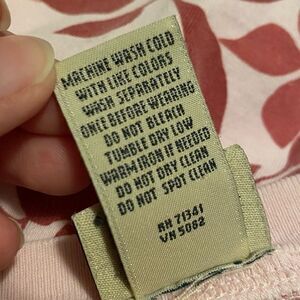 MACHINE WASH COLD
WITH LIKE COLORS
WASH SEPARATELY
ONCE BEFORE WEARING
DO NOT BLEACH
TUMBLE DRY LOW
WARM IRON IF NEEDED
DO NOT DRY CLEAN
DO NOT SPOT CLEAN
RN 71341
VN 5082